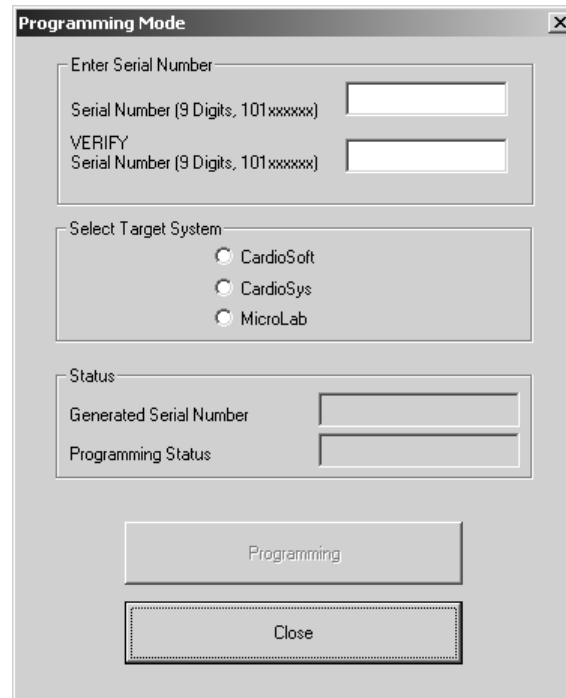 Programming Mode
Enter Serial Number
Serial Number (9 Digits, 101xxxxxx)
VERIFY
Serial Number (9 Digits, 101xxxxxx)
Select Target System
CardioSoft
CardioSys
MicroLab
Status
Generated Serial Number
Programming Status
Programming
Close